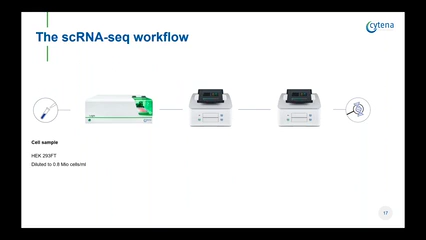 The scRNA-seq workflow
cytena
Cell sample
HEK 293FT
Diluted to 0.8 Mio cells/ml
17